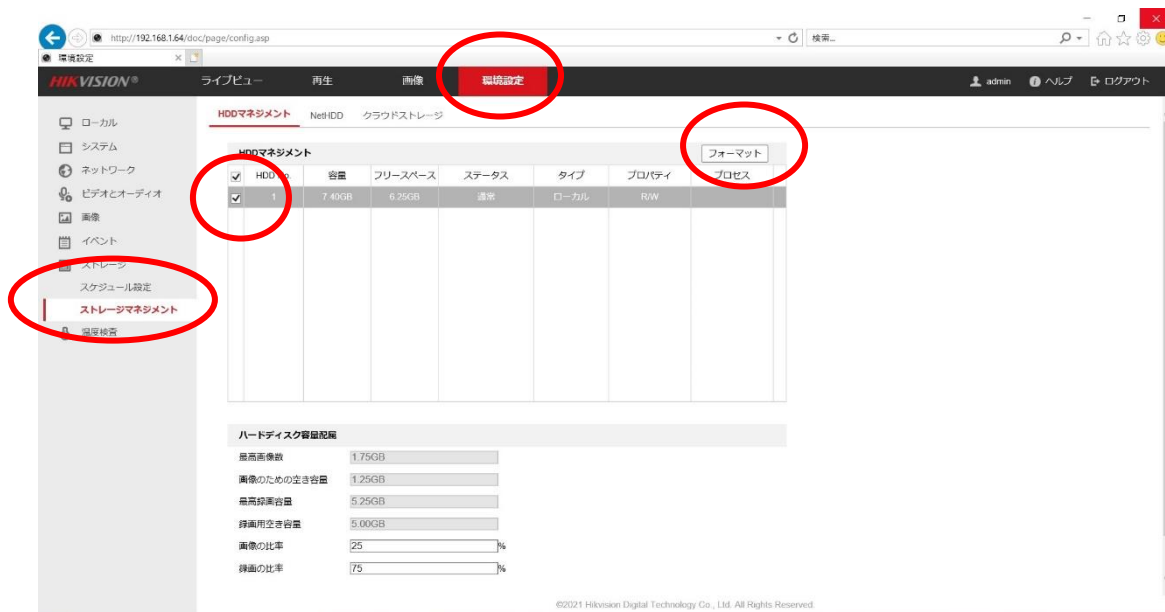 http://192.168.1.64/doc/page/config.asp
検索...
環境設定
HIKVISION®
ライブビュー
再生
画像
環境設定
admin
ヘルプ
ログアウト
ローカル
システム
ネットワーク
ビデオとオーディオ
画像
イベント
ストレージ
スケジュール設定
ストレージマネジメント
温度検査
HDDマネジメント
NetHDD
クラウドストレージ
HDDマネジメント
フォーマット
HDD No.
容量
フリースペース
ステータス
タイプ
プロパティ
プロセス
1
7.40GB
6.25GB
通常
ローカル
R/W
ハードディスク容量配属
最高画像数
1.75GB
画像のための空き容量
1.25GB
最高録画容量
5.25GB
録画用空き容量
5.00GB
画像の比率
25
%
録画の比率
75
%
©2021 Hikvision Digital Technology Co., Ltd. All Rights Reserved.